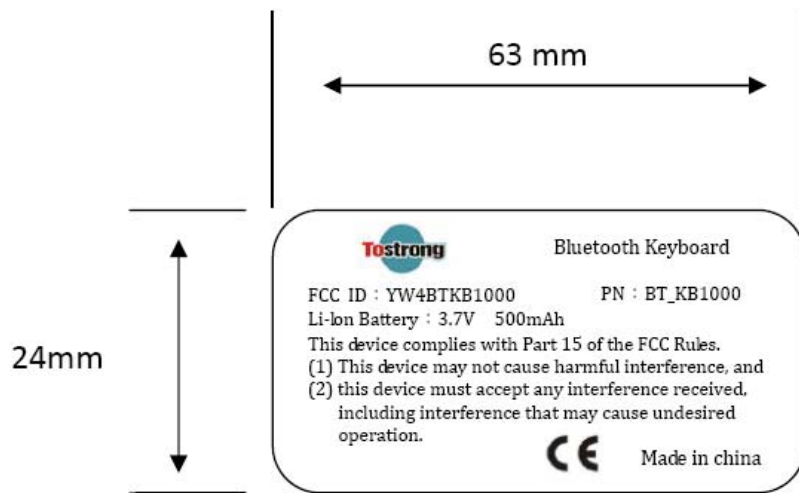 63 mm
24mm
Tostrong
Bluetooth Keyboard
FCC ID : YW4BTKB1000 PN : BT_KB1000
Li-Ion Battery : 3.7V 500mAh
This device complies with Part 15 of the FCC Rules.
(1) This device may not cause harmful interference, and
(2) this device must accept any interference received,
including interference that may cause undesired
operation.
CE Made in china